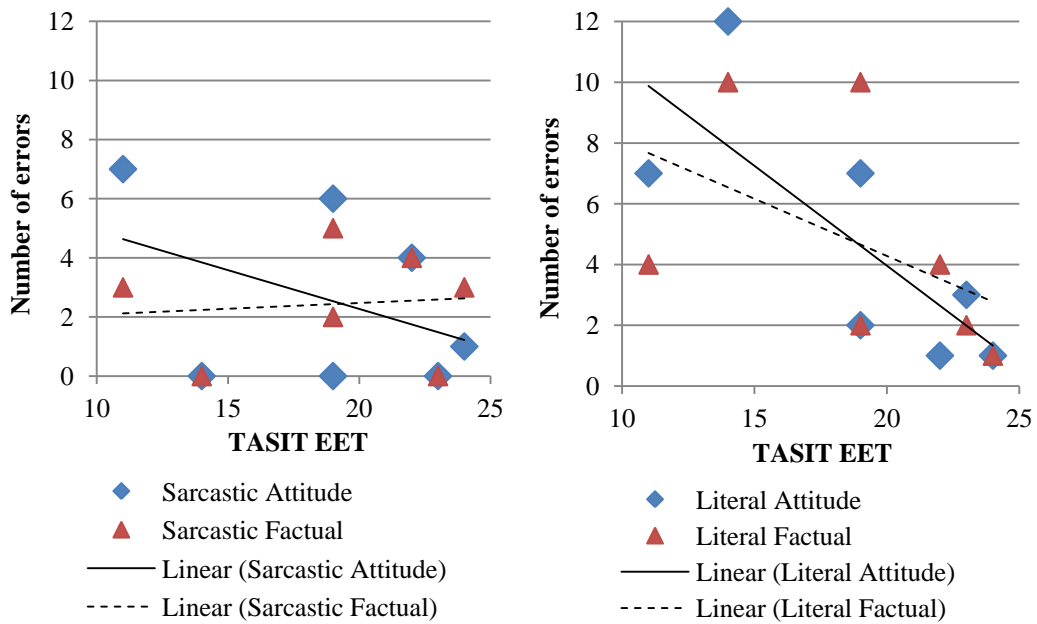 12
10
8
6
4
2
0
Number of errors
10 15 20 25
TASIT EET
Sarcastic Attitude
Sarcastic Factual
Linear (Sarcastic Attitude)
Linear (Sarcastic Factual)
12
10
8
6
4
2
0
Number of errors
10 15 20 25
TASIT EET
Literal Attitude
Literal Factual
Linear (Literal Attitude)
Linear (Literal Factual)